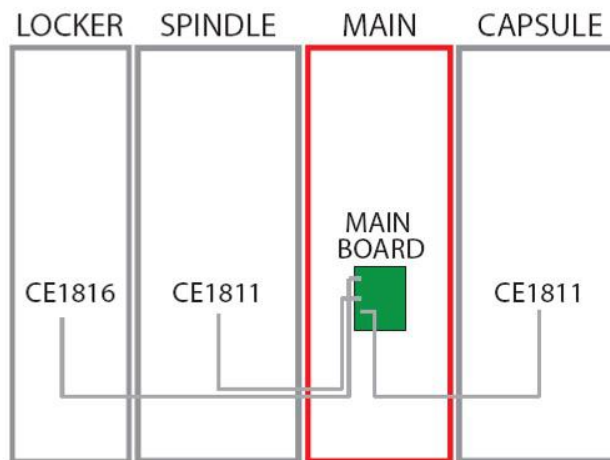 LOCKER SPINDLE MAIN CAPSULE
MAIN
BOARD
CE1816 CE1811 CE1811